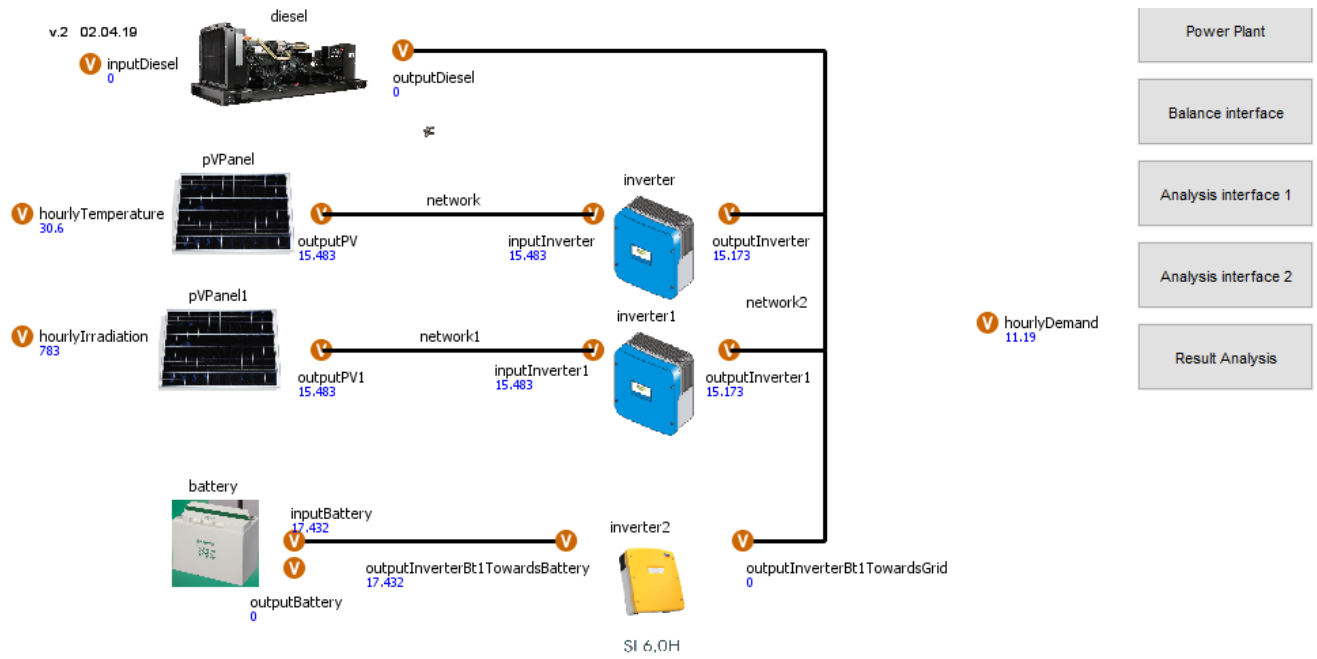 diesel
v.2 02.04.19
V inputDiesel
0
V
outputDiesel
0
Power Plant
Balance interface
pVPanel
inverter
network
V hourlyTemperature
30.6
V
outputPV
15.483
V
inputInverter
15.483
V
outputInverter
15.173
Analysis interface 1
Analysis interface 2
pVPanel1
network2
inverter1
network1
V hourlyIrradiation
783
V
outputPV1
15.483
V
inputInverter1
15.483
V
outputInverter1
15.173
V hourlyDemand
11.19
Result Analysis
battery
inputBattery
17.432
V
V
outputBattery
0
V
outputInverterBt1TowardsBattery
17.432
inverter2
V
outputInverterBt1TowardsGrid
0
SI 6,0H